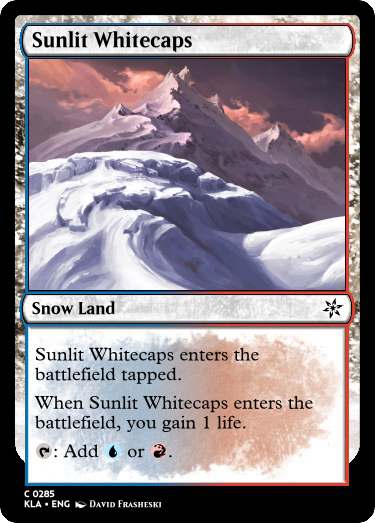 Sunlit Whitecaps
Snow Land
Sunlit Whitecaps enters the
battlefield tapped.
When Sunlit Whitecaps enters the
battlefield, you gain 1 life.
: Add or .
C 0285
KLA • ENG David Frasheski